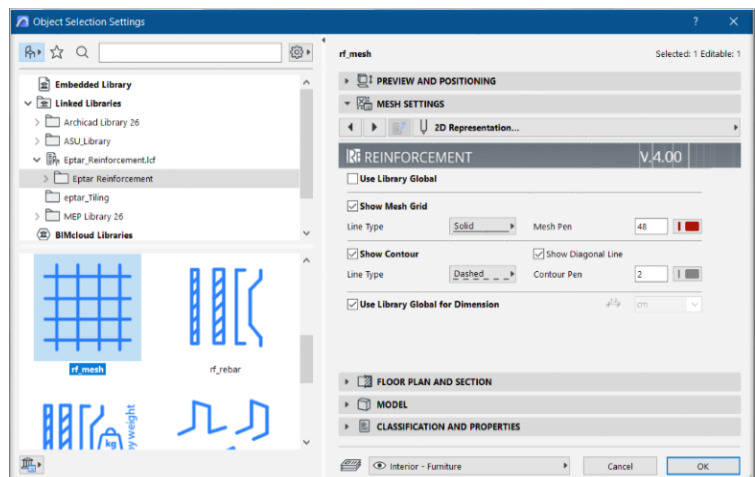 Object Selection Settings
? ×
rf_mesh
Selected: 1 Editable: 1
Embedded Library
Linked Libraries
Archicad Library 26
ASU_Library
Eptar_Reinforcement.lcf
Eptar Reinforcement
eptar_Tiling
MEP Library 26
BIMcloud Libraries
rf_mesh
rf_rebar
kg
by weight
PREVIEW AND POSITIONING
MESH SETTINGS
2D Representation...
REINFORCEMENT V.4.00
Use Library Global
Show Mesh Grid
Line Type Solid Mesh Pen 48
Show Contour Show Diagonal Line
Line Type Dashed Contour Pen 2
Use Library Global for Dimension cm
FLOOR PLAN AND SECTION
MODEL
CLASSIFICATION AND PROPERTIES
Interior - Furniture Cancel OK